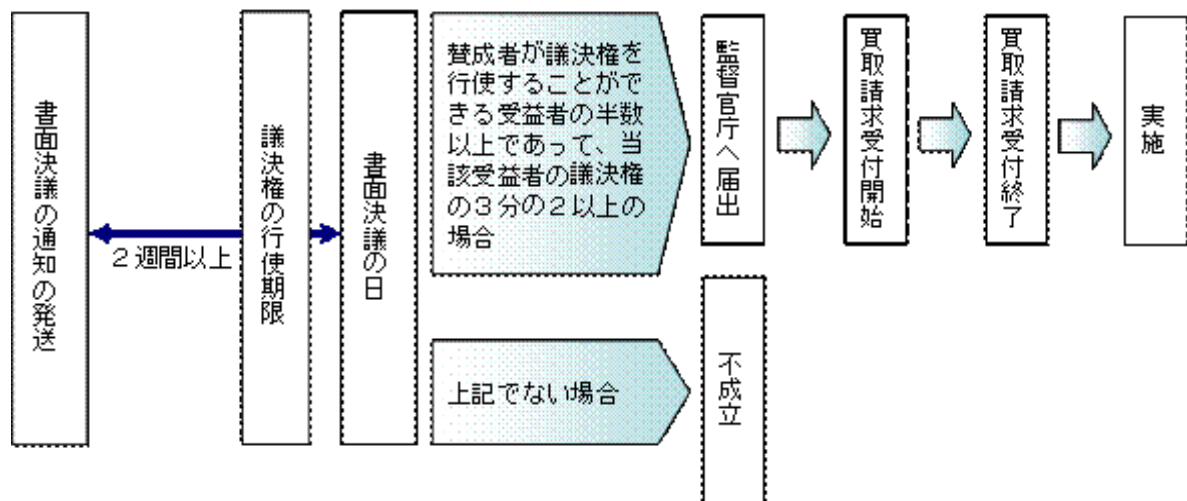 書面決議の通知の発送
2週間以上
議決権の行使期限
書面決議の日
賛成者が議決権を
行使することがで
きる受益者の半数
以上であって、当
該受益者の議決権
の3分の2以上の
場合
監督官庁へ届出
買取請求受付開始
買取請求受付終了
実施
上記でない場合
不成立